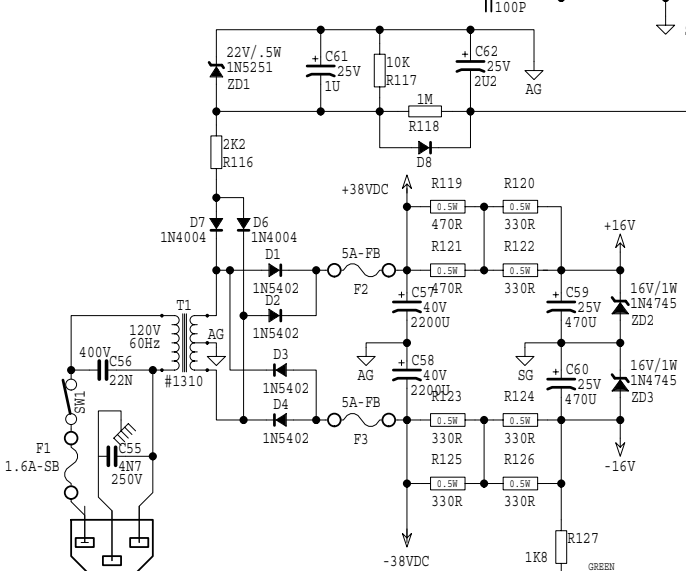 100P
22V/.5W
1N5251
ZD1
C61
25V
1U
10K
R117
C62
25V
2U2
AG
1M
R118
D8
2K2
R116
+38VDC
R119
0.5W
470R
R120
0.5W
330R
D7
1N4004
D6
1N4004
+16V
D1
1N5402
5A-FB
F2
R121
0.5W
470R
R122
0.5W
330R
D2
1N5402
C57
40V
2200U
C59
25V
470U
16V/1W
1N4745
ZD2
T1
120V
60Hz
#1310
AG
AG
SG
400V
C56
22N
SW1
D3
1N5402
C58
40V
2200U
C60
25V
470U
16V/1W
1N4745
ZD3
D4
1N5402
5A-FB
F3
R123
0.5W
330R
R124
0.5W
330R
-16V
F1
1.6A-SB
C55
4N7
250V
R125
0.5W
330R
R126
0.5W
330R
-38VDC
R127
1K8
GREEN